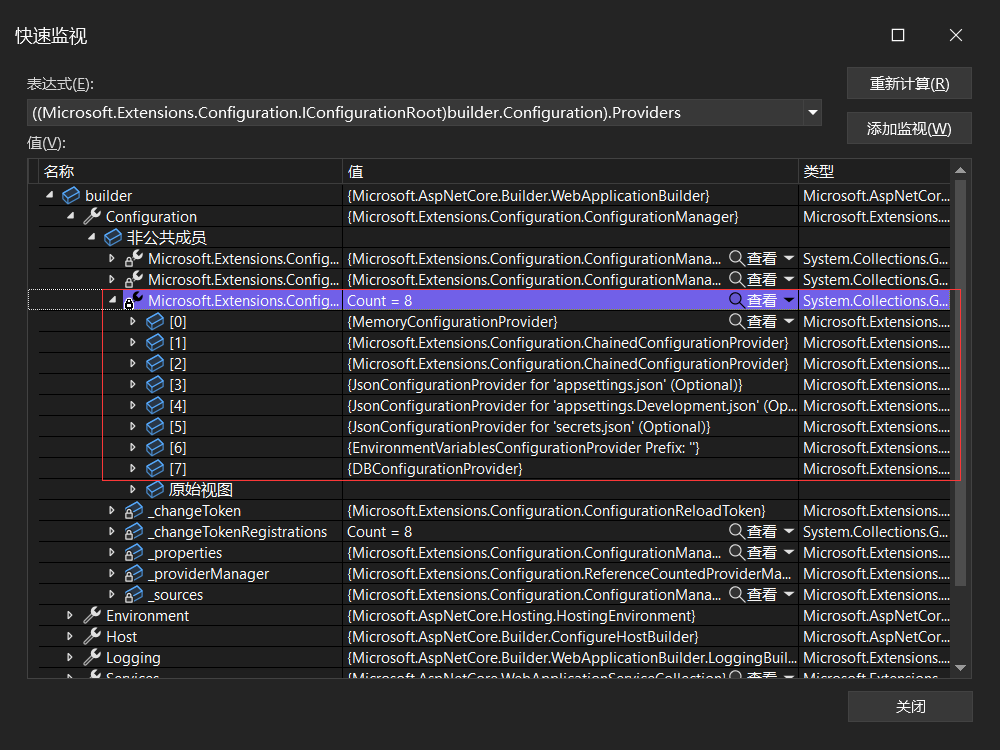 快速监视
表达式(E):
重新计算(R)
((Microsoft.Extensions.Configuration.IConfigurationRoot)builder.Configuration).Providers
添加监视(W)
值(V):
名称 值 类型
builder {Microsoft.AspNetCore.Builder.WebApplicationBuilder} Microsoft.AspNetCor...
Configuration {Microsoft.Extensions.Configuration.ConfigurationManager} Microsoft.Extensions....
非公共成员
Microsoft.Extensions.Config... {Microsoft.Extensions.Configuration.ConfigurationMana... 查看 System.Collections.G...
Microsoft.Extensions.Config... {Microsoft.Extensions.Configuration.ConfigurationMana... 查看 System.Collections.G...
Microsoft.Extensions.Config... Count = 8 查看 System.Collections.G...
[0] {MemoryConfigurationProvider} 查看 Microsoft.Extensions....
[1] {Microsoft.Extensions.Configuration.ChainedConfigurationProvider} Microsoft.Extensions....
[2] {Microsoft.Extensions.Configuration.ChainedConfigurationProvider} Microsoft.Extensions....
[3] {JsonConfigurationProvider for 'appsettings.json' (Optional)} Microsoft.Extensions....
[4] {JsonConfigurationProvider for 'appsettings.Development.json' (Op... Microsoft.Extensions....
[5] {JsonConfigurationProvider for 'secrets.json' (Optional)} Microsoft.Extensions....
[6] {EnvironmentVariablesConfigurationProvider Prefix: ''} Microsoft.Extensions....
[7] {DBConfigurationProvider} Microsoft.Extensions....
原始视图
_changeToken {Microsoft.Extensions.Configuration.ConfigurationReloadToken} Microsoft.Extensions....
_changeTokenRegistrations Count = 8 查看 System.Collections.G...
_properties {Microsoft.Extensions.Configuration.ConfigurationMana... 查看 Microsoft.Extensions....
_providerManager {Microsoft.Extensions.Configuration.ReferenceCountedProviderMa... Microsoft.Extensions....
_sources {Microsoft.Extensions.Configuration.ConfigurationMana... 查看 Microsoft.Extensions....
Environment {Microsoft.AspNetCore.Hosting.HostingEnvironment} Microsoft.AspNetCor...
Host {Microsoft.AspNetCore.Builder.ConfigureHostBuilder} Microsoft.AspNetCor...
Logging {Microsoft.AspNetCore.Builder.WebApplicationBuilder.LoggingBuil... Microsoft.Extensions....
Services {Microsoft.AspNetCore.WebApplicationServiceCollection} 查看 Microsoft.Extensions....
关闭